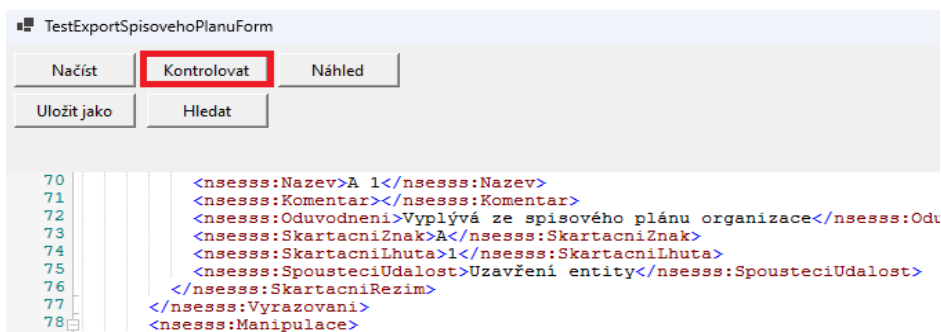 TestExportSpisovehoPlanuForm
Načíst Kontrolovat Náhled
Uložit jako Hledat
70 <nsesss:Nazev>A 1</nsesss:Nazev>
71 <nsesss:Komentar></nsesss:Komentar>
72 <nsesss:Oduvodneni>Vyplývá ze spisového plánu organizace</nsesss:Odu
73 <nsesss:SkartacniZnak>A</nsesss:SkartacniZnak>
74 <nsesss:SkartacniLhuta>1</nsesss:SkartacniLhuta>
75 <nsesss:SpousteciUdalost>Uzavření entity</nsesss:SpousteciUdalost>
76 </nsesss:SkartacniRezim>
77 </nsesss:Vyrazovani>
78 <nsesss:Manipulace>